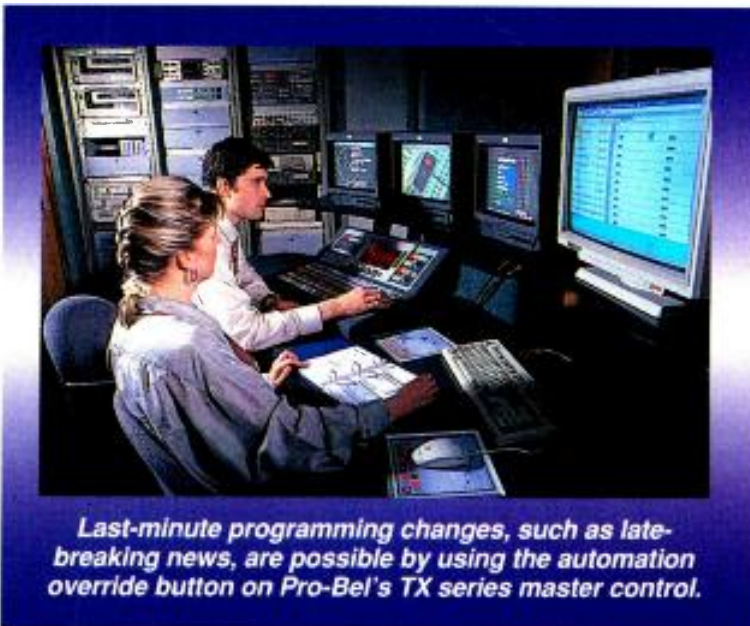 Last-minute programming changes, such as late-
breaking news, are possible by using the automation
override button on Pro-Bel's TX series master control.